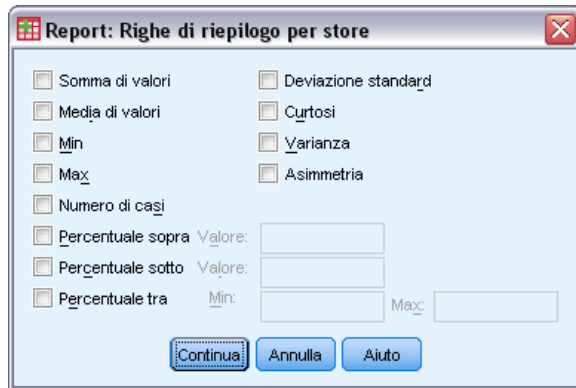 Report: Righe di riepilogo per store
Somma di valori Deviazione standard
Media di valori Curtosi
Min Varianza
Max Asimmetria
Numero di casi
Percentuale sopra Valore:
Percentuale sotto Valore:
Percentuale tra Min: Max:
Continua Annulla Aiuto